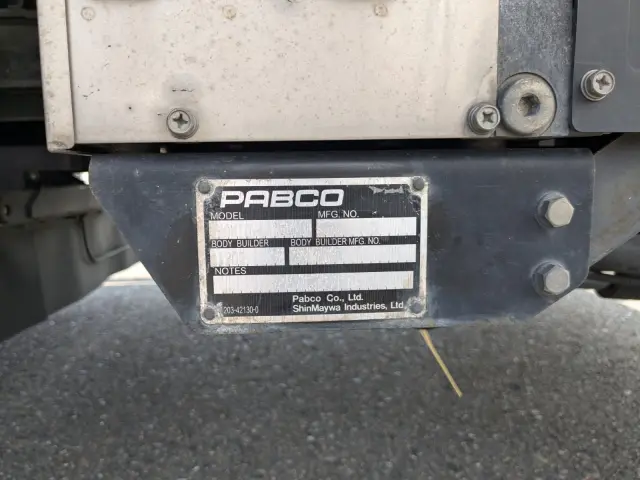 PABCO
MODEL MFG. NO.
BODY BUILDER BODY BUILDER MFG. NO.
NOTES
Pabco Co., Ltd.
203-42130-0 ShinMaywa Industries, Ltd.